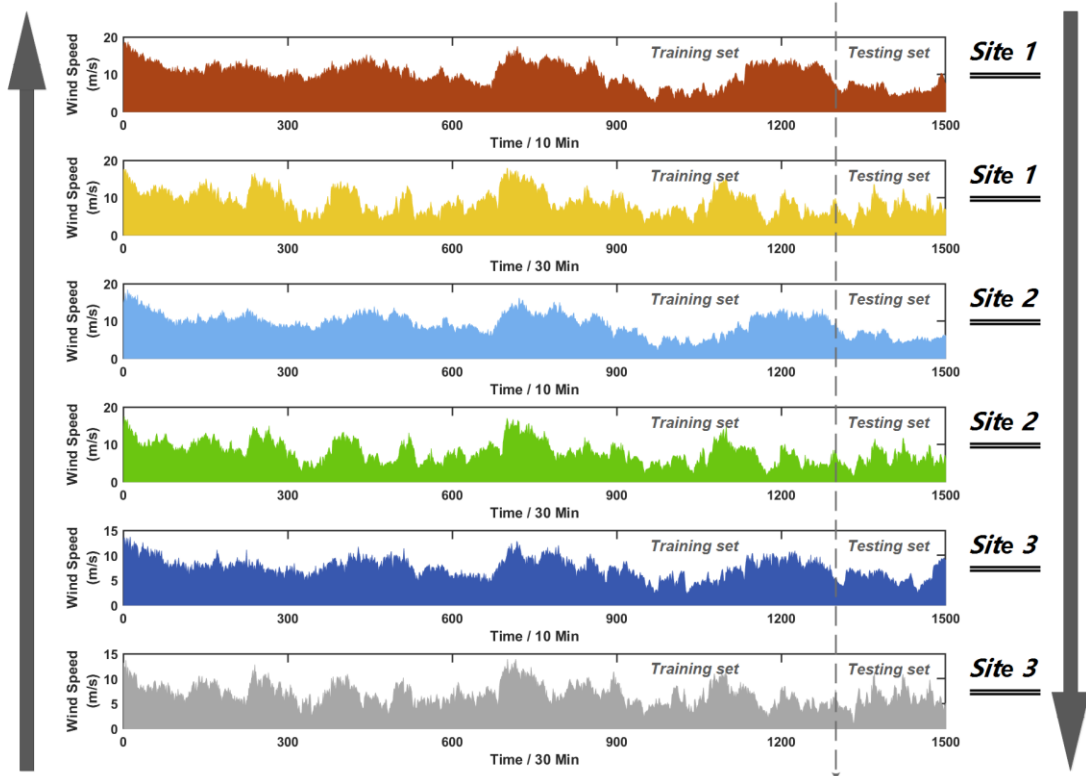 20
10
0
Wind Speed
(m/s)
Training set
Testing set
Site 1
0 300 600 900 1200 1500
Time / 10 Min
20
10
0
Wind Speed
(m/s)
Training set
Testing set
Site 1
0 300 600 900 1200 1500
Time / 30 Min
20
10
0
Wind Speed
(m/s)
Training set
Testing set
Site 2
0 300 600 900 1200 1500
Time / 10 Min
20
10
0
Wind Speed
(m/s)
Training set
Testing set
Site 2
0 300 600 900 1200 1500
Time / 30 Min
15
10
5
0
Wind Speed
(m/s)
Training set
Testing set
Site 3
0 300 600 900 1200 1500
Time / 10 Min
15
10
5
0
Wind Speed
(m/s)
Training set
Testing set
Site 3
0 300 600 900 1200 1500
Time / 30 Min